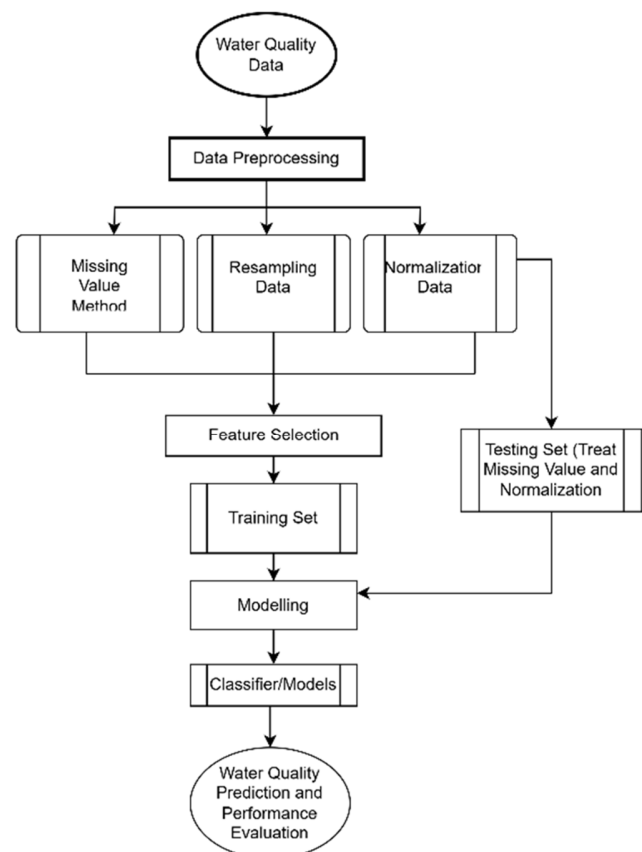 Water Quality
Data
Data Preprocessing
Missing
Value
Method
Resampling
Data
Normalization
Data
Feature Selection
Testing Set (Treat
Missing Value and
Normalization
Training Set
Modelling
Classifier/Models
Water Quality
Prediction and
Performance
Evaluation